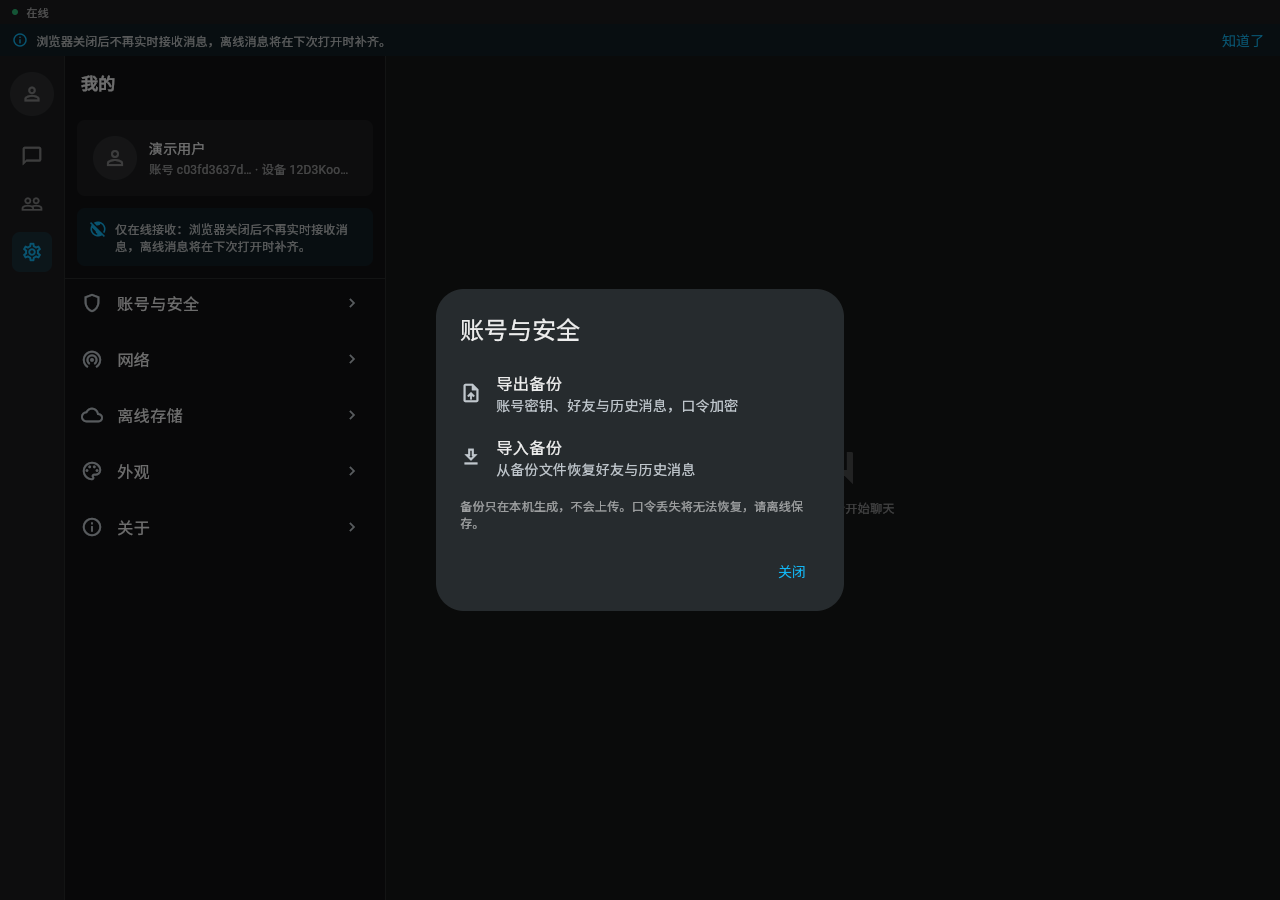 在线
浏览器关闭后不再实时接收消息，离线消息将在下次打开时补齐。
知道了
我的
演示用户
账号 c03fd3637d… · 设备 12D3Koo…
仅在线接收：浏览器关闭后不再实时接收消
息，离线消息将在下次打开时补齐。
账号与安全
网络
离线存储
外观
关于
账号与安全
导出备份
账号密钥、好友与历史消息，口令加密
导入备份
从备份文件恢复好友与历史消息
备份只在本机生成，不会上传。口令丢失将无法恢复，请离线保
存。
关闭
开始聊天